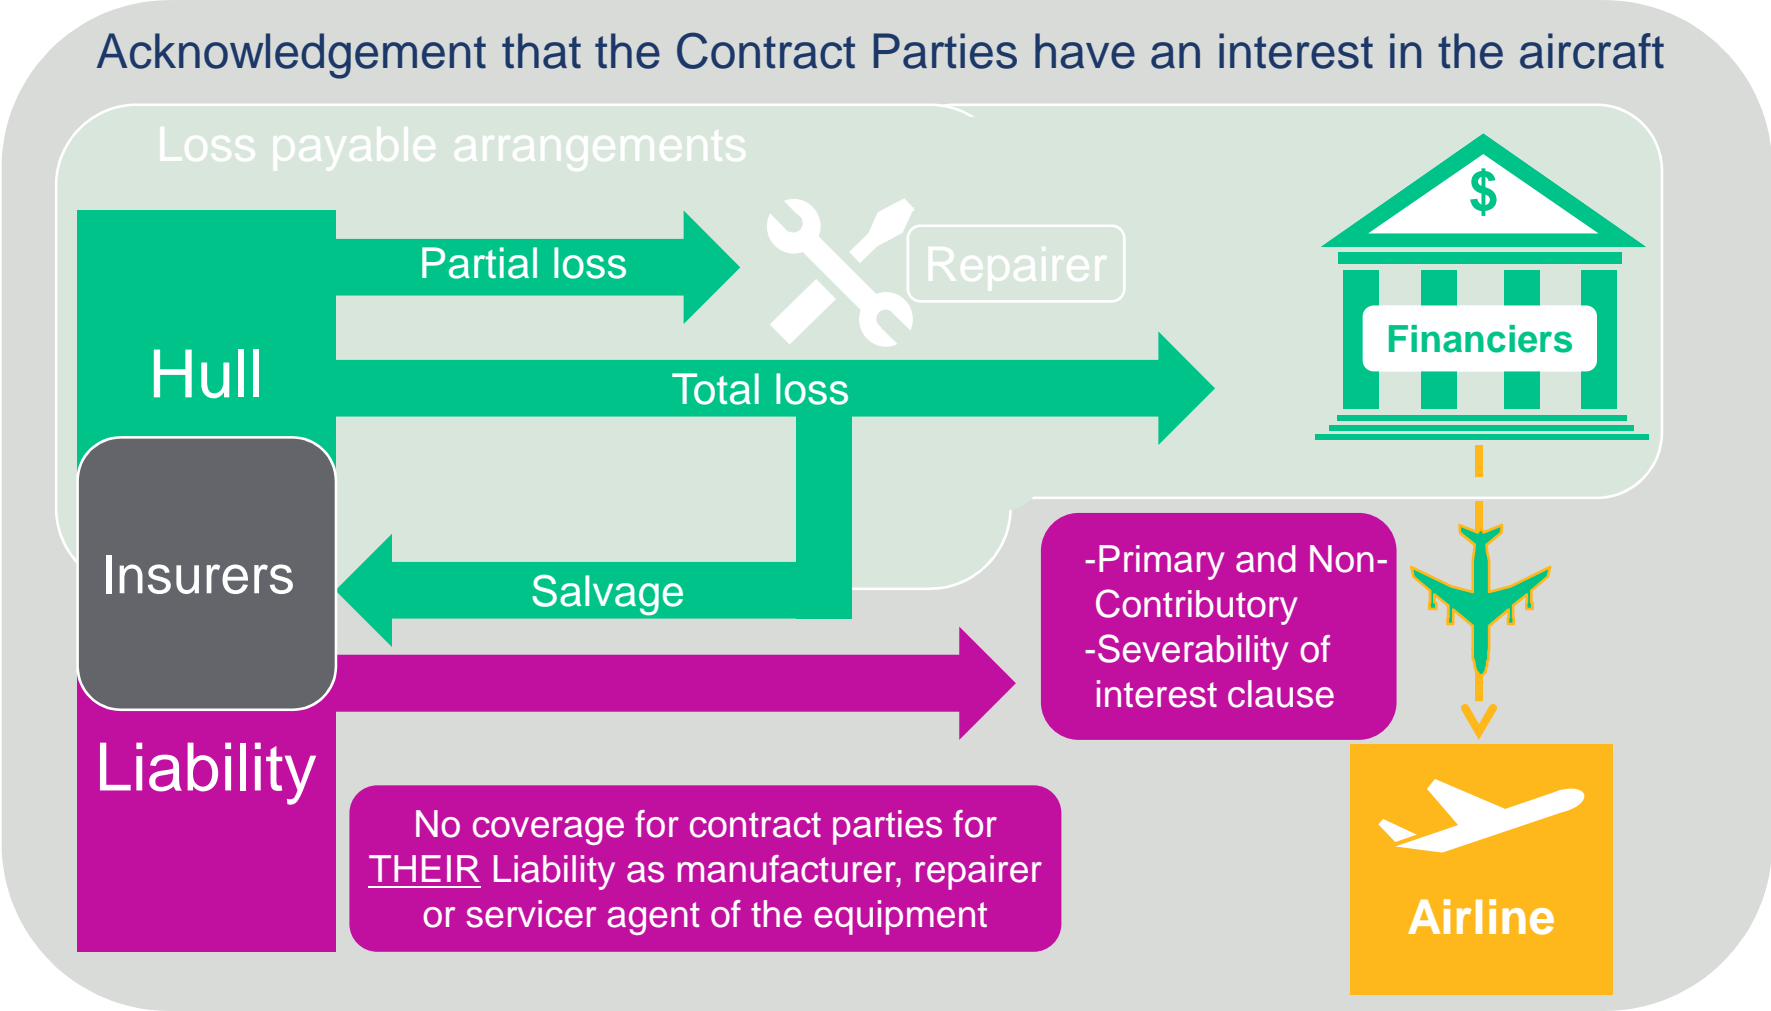 Acknowledgement that the Contract Parties have an interest in the aircraft
Loss payable arrangements
$
Partial loss
Repairer
Financiers
Hull
Total loss
Insurers
Salvage
-Primary and Non-
Contributory
-Severability of
interest clause
Liability
No coverage for contract parties for
THEIR Liability as manufacturer, repairer
or servicer agent of the equipment
Airline